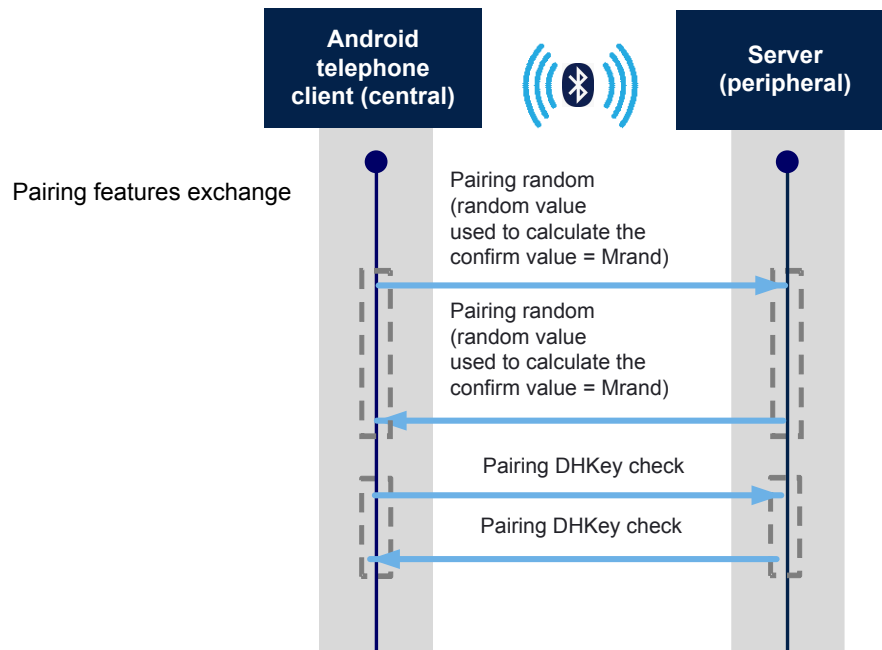 Android
telephone
client (central)
Server
(peripheral)
Pairing features exchange
Pairing random
(random value
used to calculate the
confirm value = Mrand)
Pairing random
(random value
used to calculate the
confirm value = Mrand)
Pairing DHKey check
Pairing DHKey check